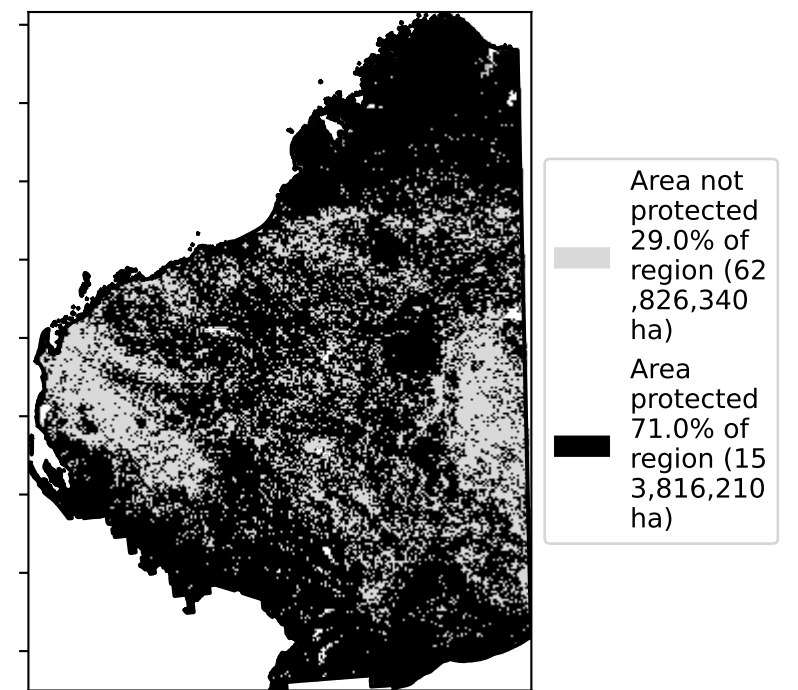 Area not
protected
29.0% of
region (62
,826,340
ha)
Area
protected
71.0% of
region (15
3,816,210
ha)